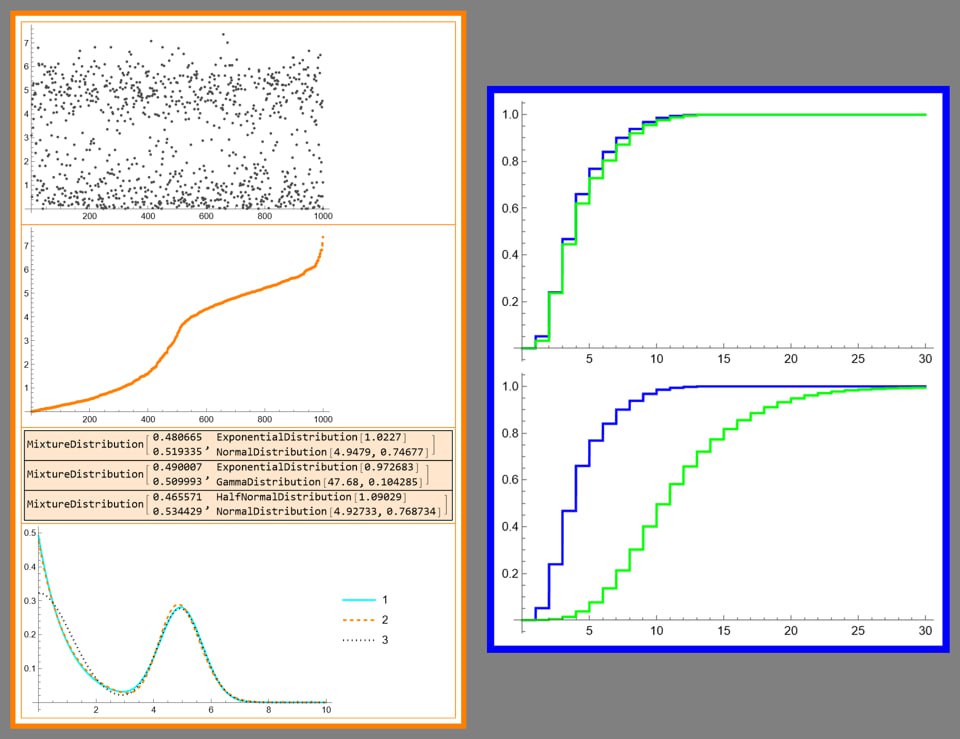 7
6
5
4
3
2
1
200 400 600 800 1000
7
6
5
4
3
2
1
200 400 600 800 1000
MixtureDistribution[ 0.480665 , ExponentialDistribution[1.0227] ]
0.519335 NormalDistribution[4.9479, 0.74677]
MixtureDistribution[ 0.490007 , ExponentialDistribution[0.972683] ]
0.509993 GammaDistribution[47.68, 0.104285]
MixtureDistribution[ 0.465571 , HalfNormalDistribution[1.09029] ]
0.534429 NormalDistribution[4.92733, 0.768734]
0.5
0.4
0.3
0.2
0.1
2 4 6 8 10
1
2
3
1.0
0.8
0.6
0.4
0.2
5 10 15 20 25 30
1.0
0.8
0.6
0.4
0.2
5 10 15 20 25 30